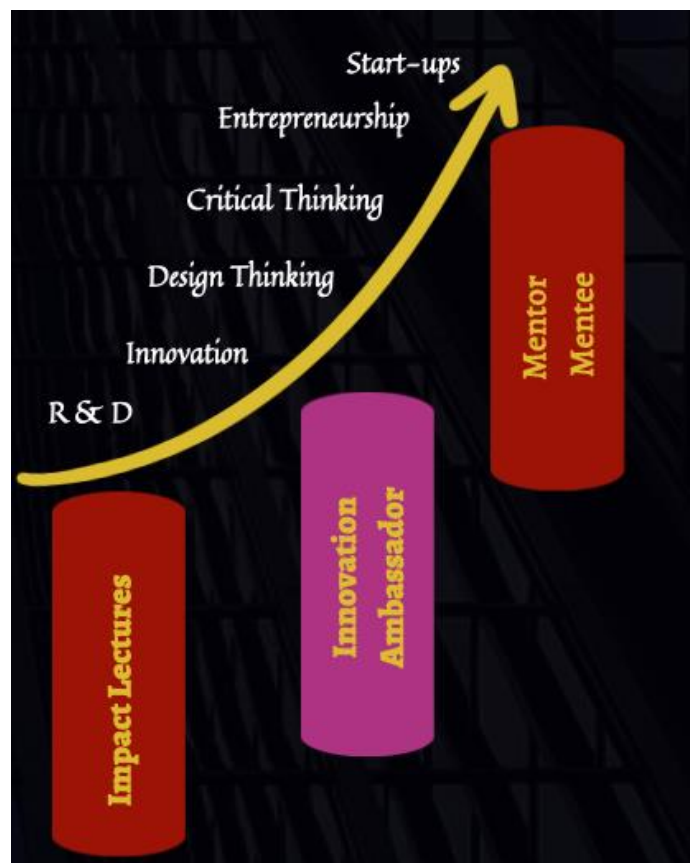 Start-ups
Entrepreneurship
Critical Thinking
Design Thinking
Innovation
R & D
Mentor
Mentee
Innovation
Ambassador
Impact Lectures